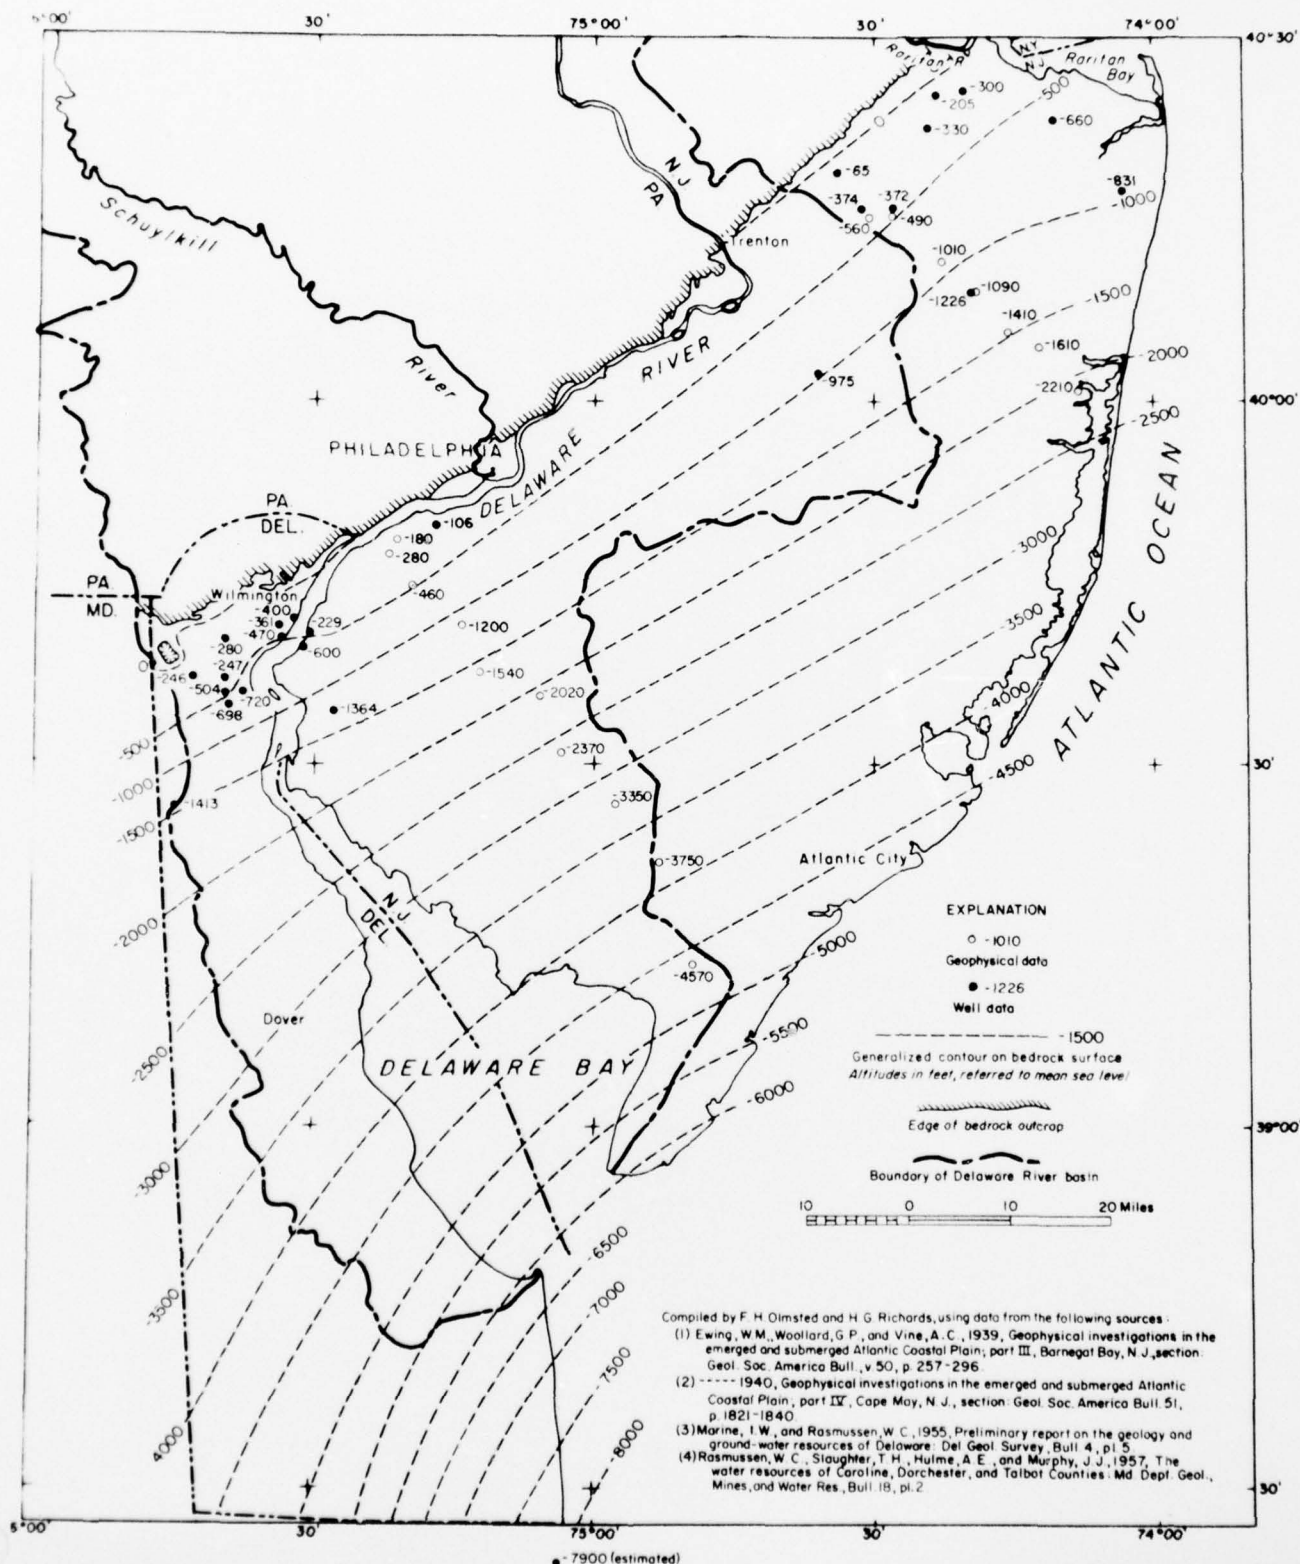 5°00'
30'
75°00'
30'
74°00'
40°30'
Raritan R
NY
NJ
Raritan
Bay
-300
-205
-500
-660
0
-330
-65
NJ
PA
-831
-374
-372
-1000
-560
-490
Schuylkill
Trenton
-1010
-1090
-1226
-1500
-1410
-1610
-2000
River
RIVER
-975
-2210
40°00'
-2500
PHILADELPHIA
DELAWARE
PA
DEL.
-106
-180
-280
-3000
ATLANTIC OCEAN
PA.
MD.
Wilmington
-460
-400
-361
-229
-1200
-3500
-470
-280
-600
0
-247
-246
-1540
-504
-720
-2020
-4000
-698
-1364
-500
-2370
30'
-4500
-1000
-1413
-3350
-1500
-3750
Atlantic City
NJ
DEL
EXPLANATION
-2000
-1010
Geophysical data
-5000
-4570
-1226
Well data
Dover
-5500
-1500
-2500
DELAWARE BAY
Generalized contour on bedrock surface
Altitudes in feet, referred to mean sea level
-6000
Edge of bedrock outcrop
39°00'
-3000
Boundary of Delaware River basin
10 0 10 20 Miles
-6500
-3500
-7000
Compiled by F. H. Olmsted and H. G. Richards, using data from the following sources:
(1) Ewing, W.M., Woollard, G.P., and Vine, A.C., 1939, Geophysical investigations in the
emerged and submerged Atlantic Coastal Plain; part III, Barnegat Bay, N.J., section:
Geol. Soc. America Bull., v. 50, p. 257-296.
-7500
(2) ----- 1940, Geophysical investigations in the emerged and submerged Atlantic
Coastal Plain; part IV, Cape May, N.J., section: Geol. Soc. America Bull. 51,
p. 1821-1840.
4000
-8000
(3) Marine, I.W., and Rasmussen, W.C., 1955, Preliminary report on the geology and
ground-water resources of Delaware: Del Geol. Survey, Bull 4, pl 5.
(4) Rasmussen, W.C., Slaughter, T.H., Hulme, A.E., and Murphy, J.J., 1957, The
water resources of Caroline, Dorchester, and Talbot Counties: Md. Dept. Geol.,
Mines, and Water Res., Bull. 18, pl. 2
30'
5°00'
30'
75°00'
30'
74°00'
-7900 (estimated)